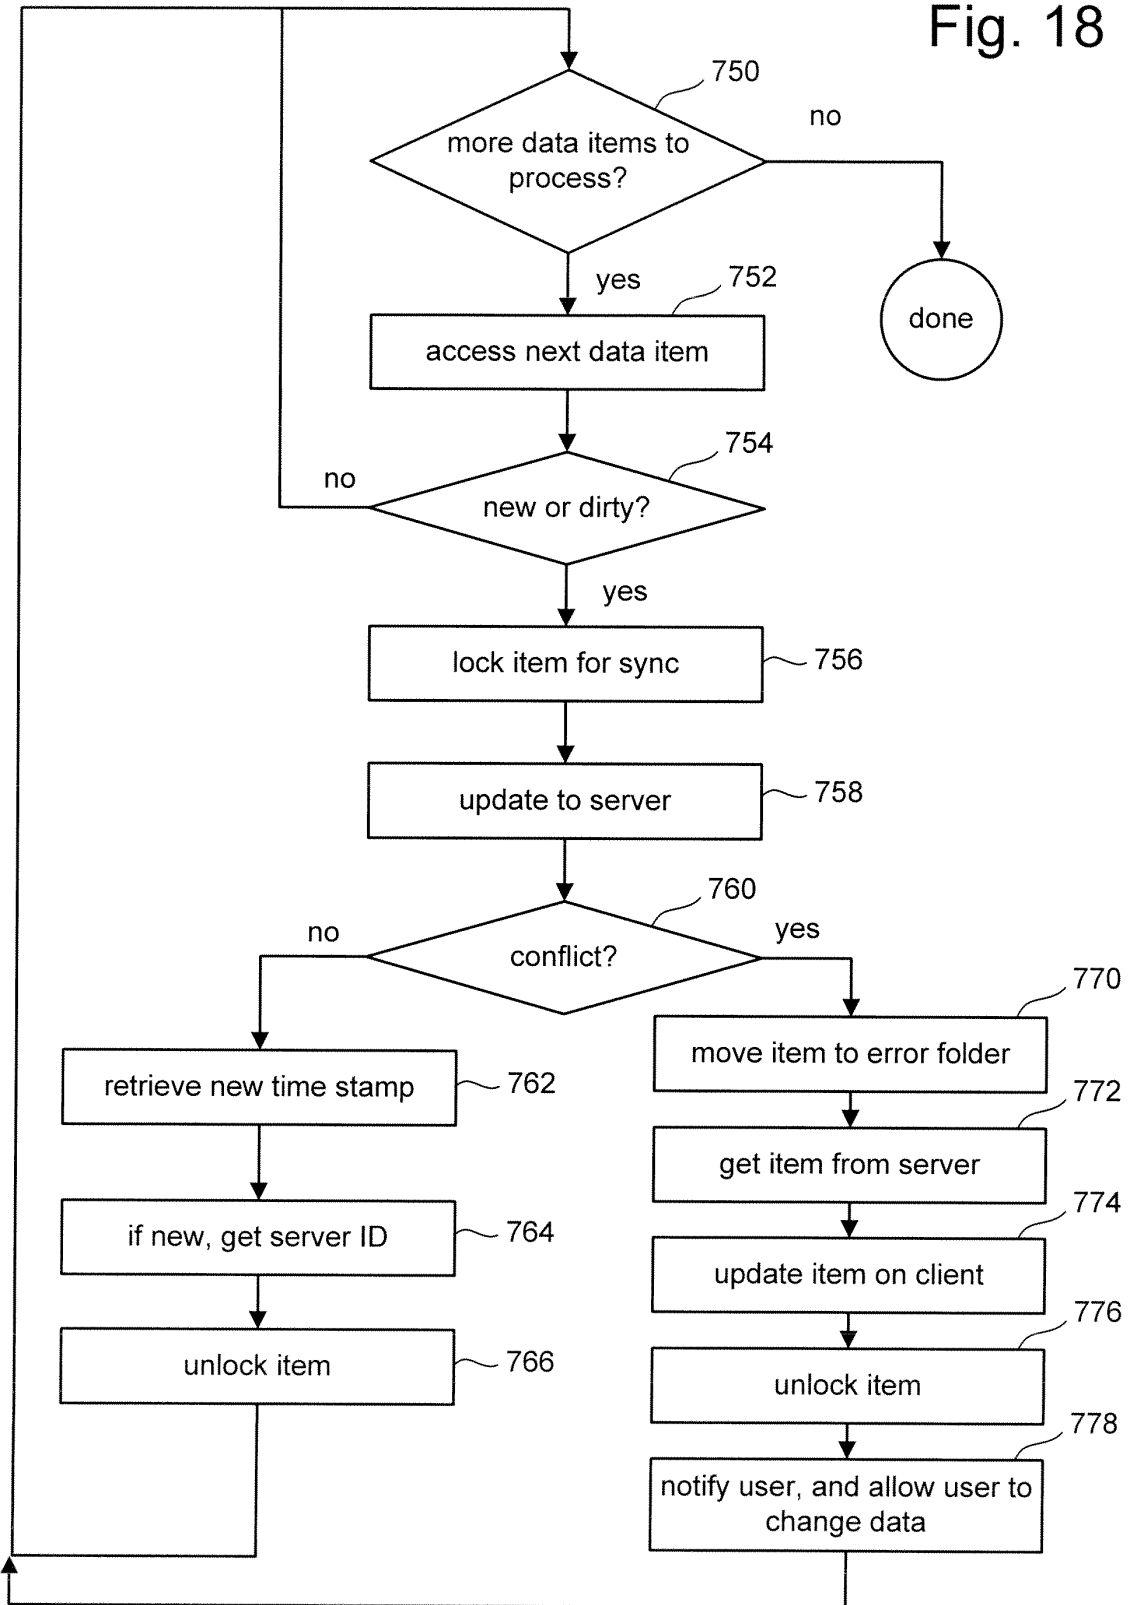 Fig. 18
750
no
more data items to
process?
yes
752
done
access next data item
754
no
new or dirty?
yes
lock item for sync
756
update to server
758
760
no
conflict?
yes
770
move item to error folder
retrieve new time stamp
762
772
get item from server
774
if new, get server ID
764
update item on client
776
unlock item
766
unlock item
778
notify user, and allow user to
change data